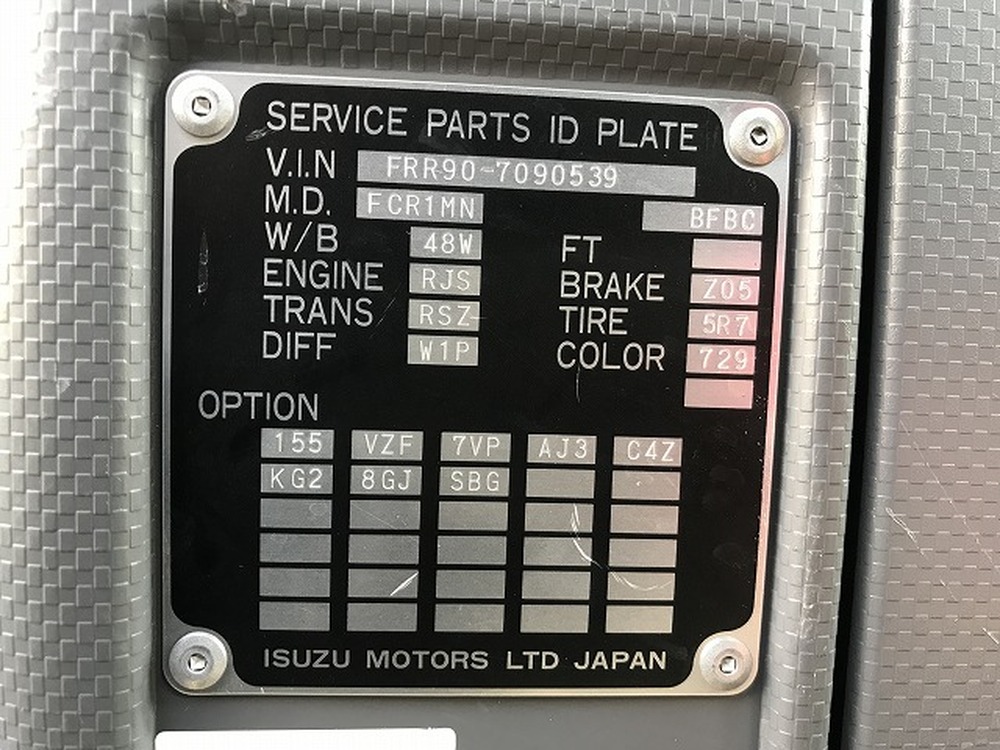 SERVICE PARTS ID PLATE
V.I.N FRR90-7090539
M.D. FCR1MN BFBC
W/B 48W FT
ENGINE RJS BRAKE Z05
TRANS RSZ TIRE 5R7
DIFF W1P COLOR 729
OPTION
155 VZF 7VP AJ3 C4Z
KG2 8GJ SBG
ISUZU MOTORS LTD JAPAN